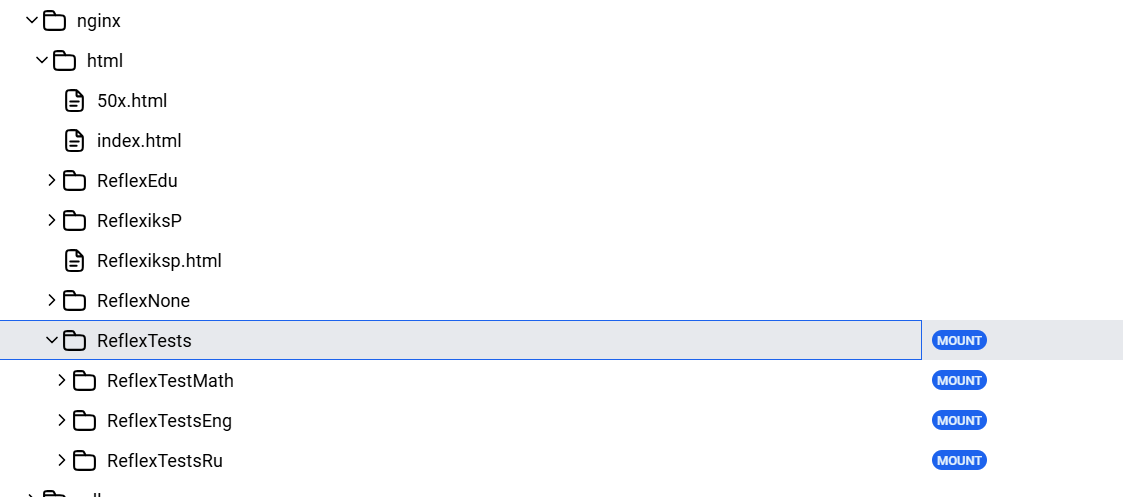 nginx
html
50x.html
index.html
ReflexEdu
ReflexiksP
Reflexiksp.html
ReflexNone
ReflexTests MOUNT
ReflexTestMath MOUNT
ReflexTestsEng MOUNT
ReflexTestsRu MOUNT